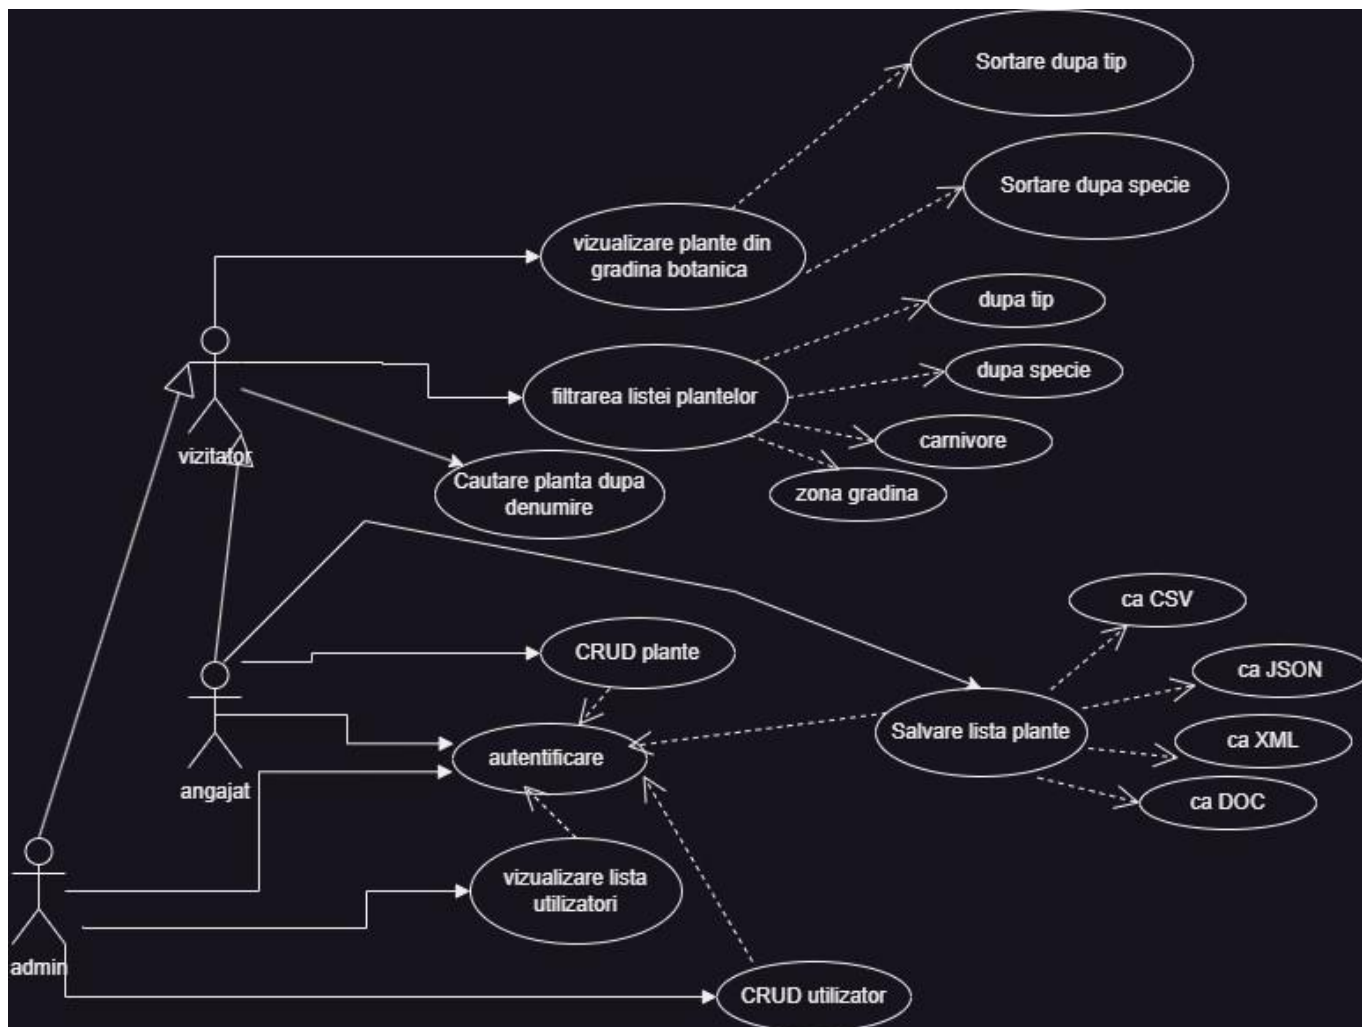 Sortare dupa tip
Sortare dupa specie
vizualizare plante din
gradina botanica
dupa tip
dupa specie
filtrarea listei plantelor
carnivore
vizitator
Cautare planta dupa
denumire
zona gradina
ca CSV
CRUD plante
ca JSON
Salvare lista plante
ca XML
autentificare
angajat
ca DOC
vizualizare lista
utilizatori
admin
CRUD utilizator